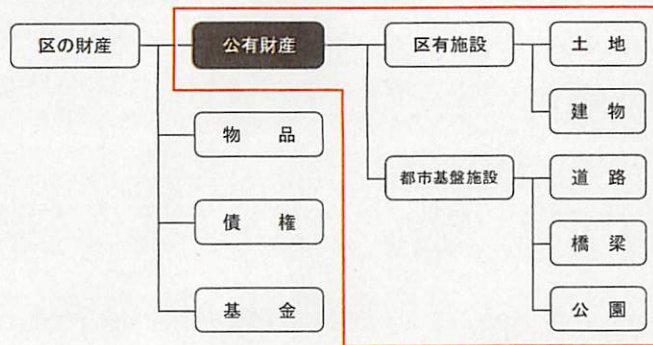 区の財産
公有財産
区有施設
土 地
建 物
物 品
都市基盤施設
道 路
債 権
橋 梁
基 金
公 園